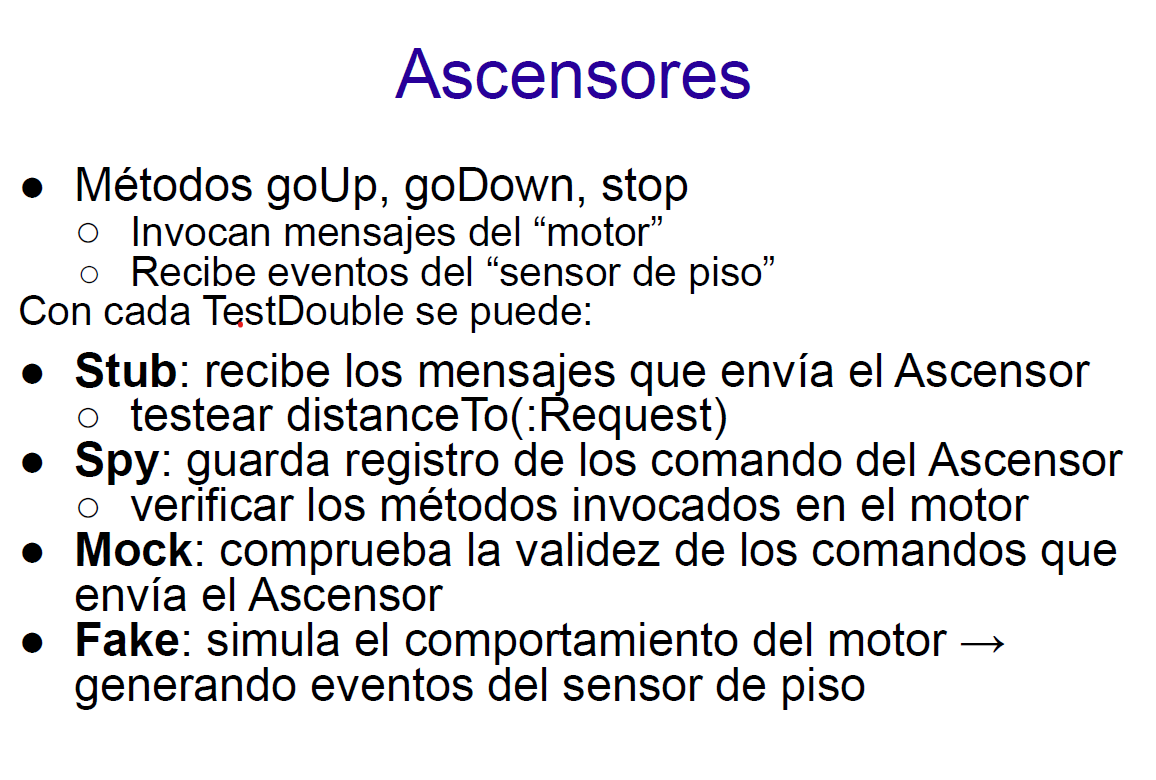 Ascensores
● Métodos goUp, goDown, stop
○ Invocan mensajes del “motor”
○ Recibe eventos del “sensor de piso”
Con cada TestDouble se puede:
● Stub: recibe los mensajes que envía el Ascensor
○ testear distanceTo(:Request)
● Spy: guarda registro de los comando del Ascensor
○ verificar los métodos invocados en el motor
● Mock: comprueba la validez de los comandos que
envía el Ascensor
● Fake: simula el comportamiento del motor →
generando eventos del sensor de piso